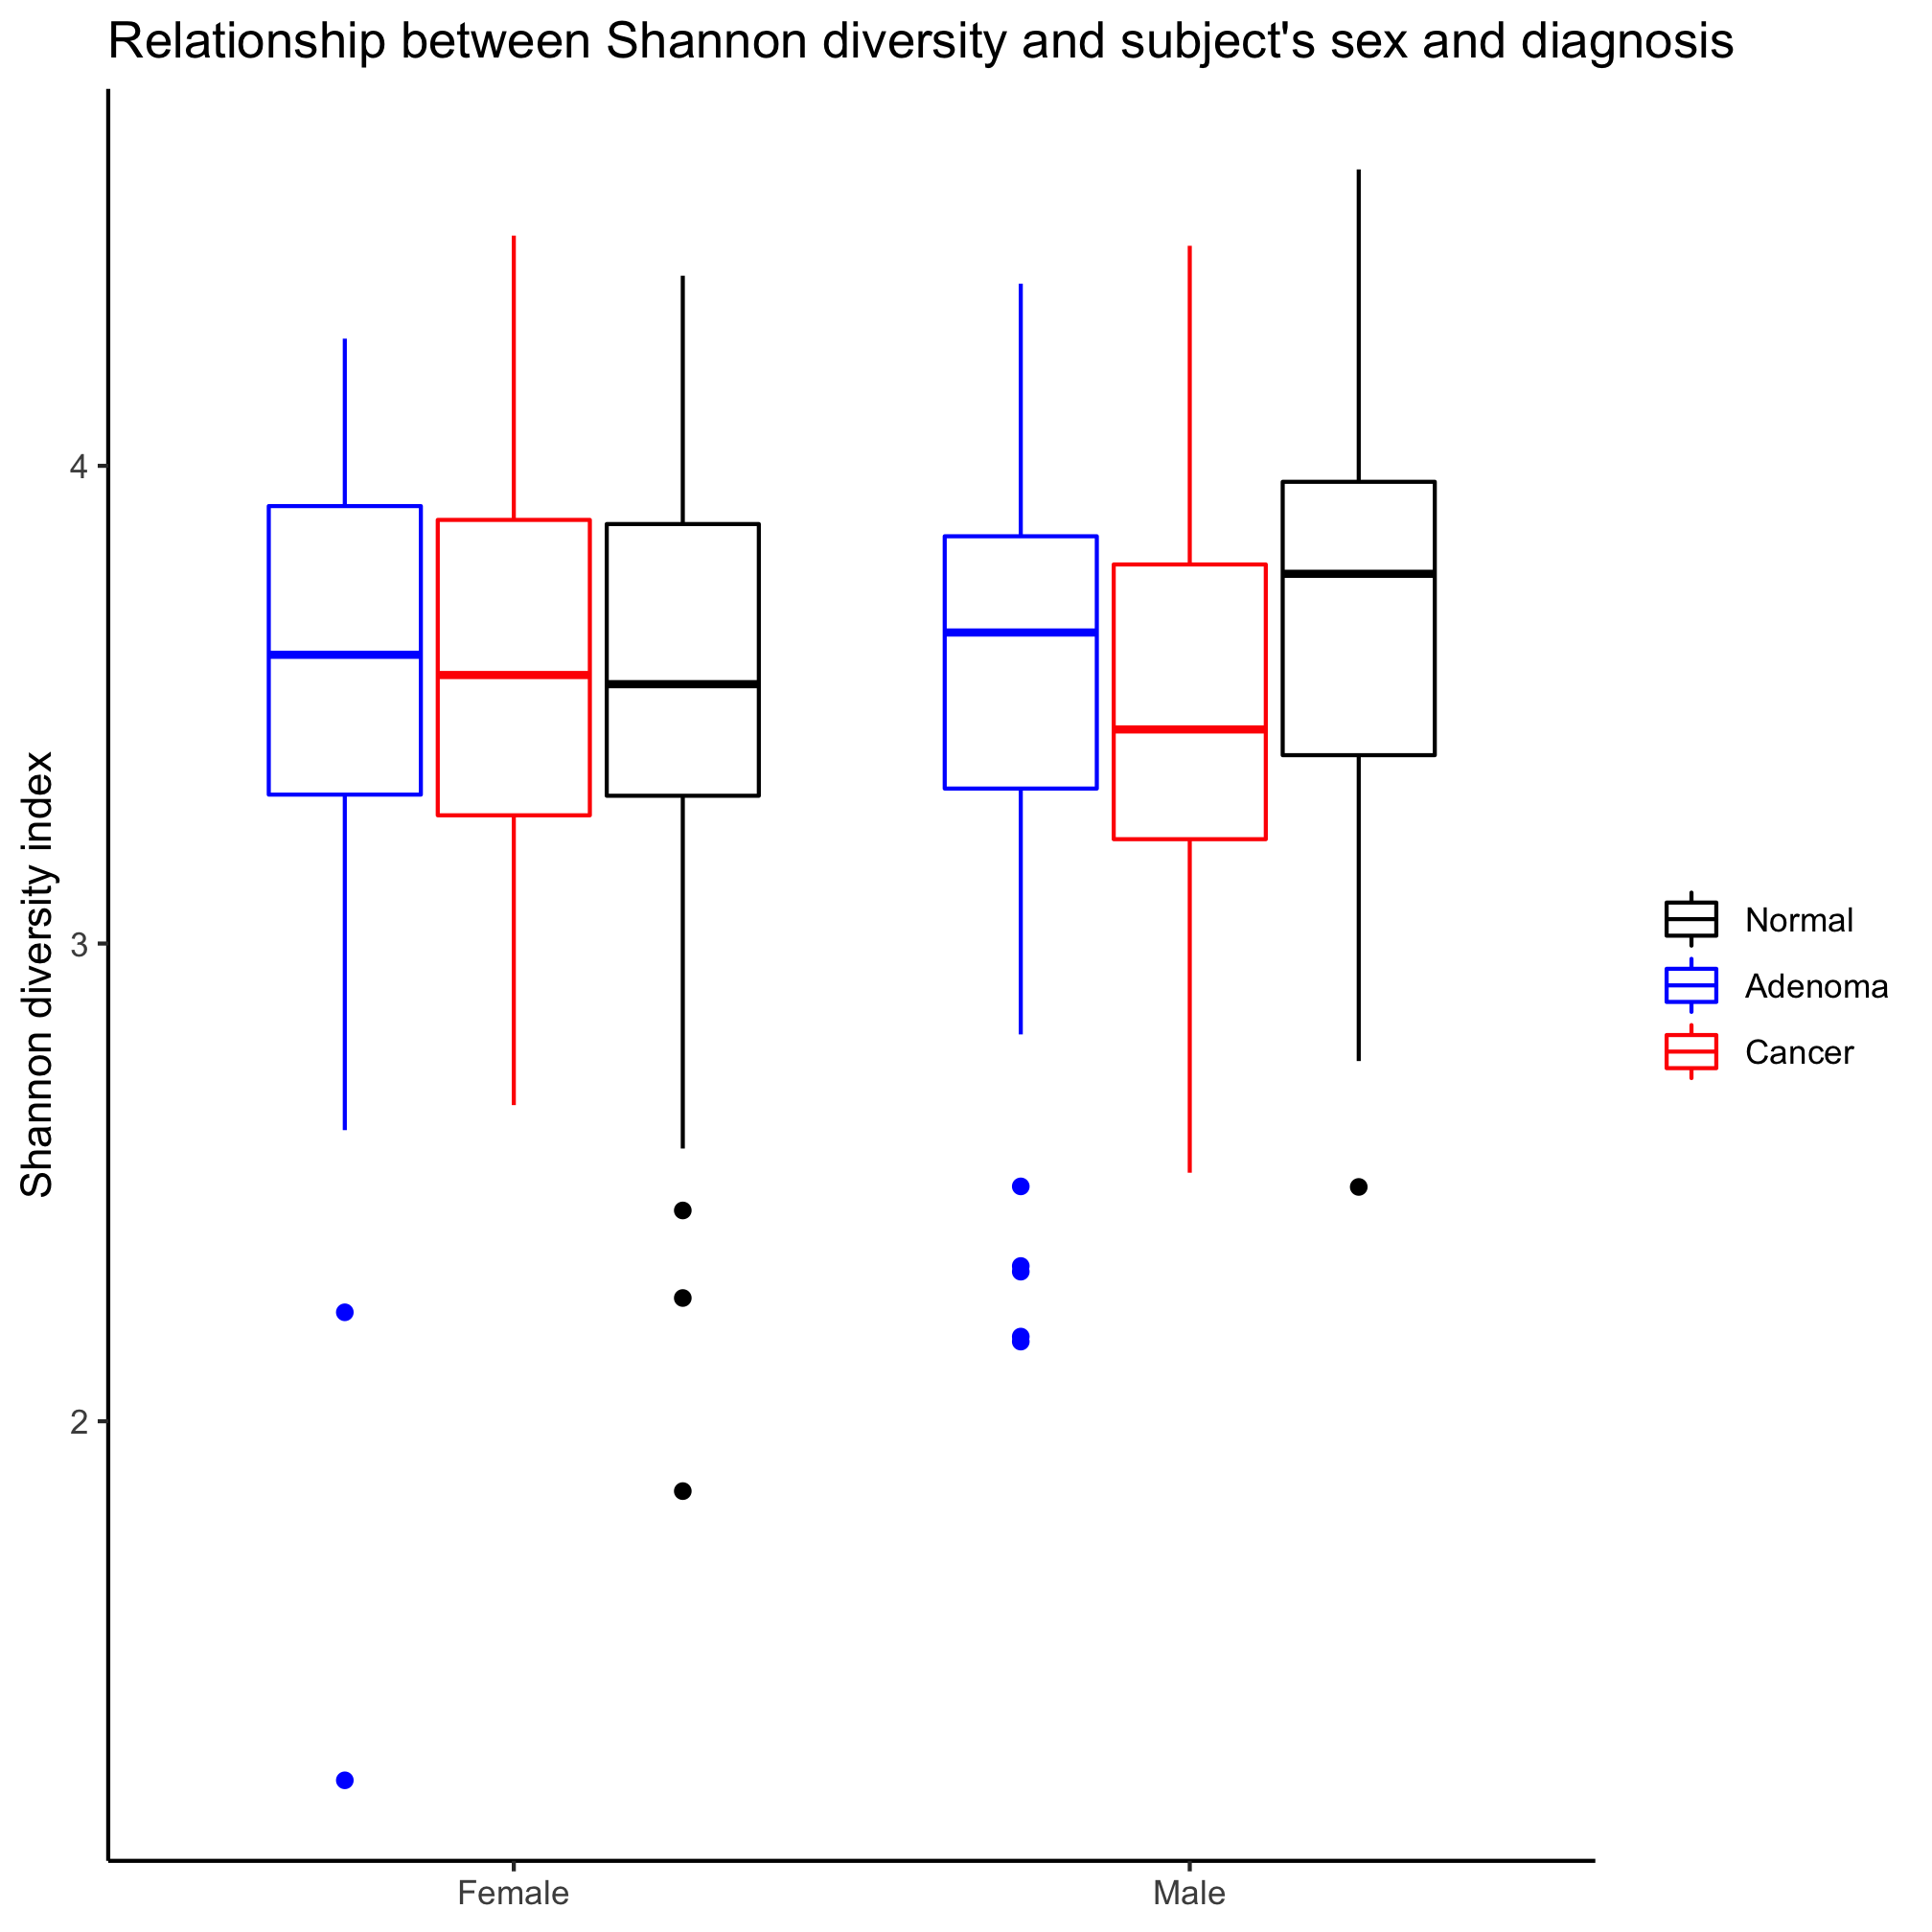 Relationship between Shannon diversity and subject's sex and diagnosis
Shannon diversity index
4
3
2
Female
Male
Normal
Adenoma
Cancer